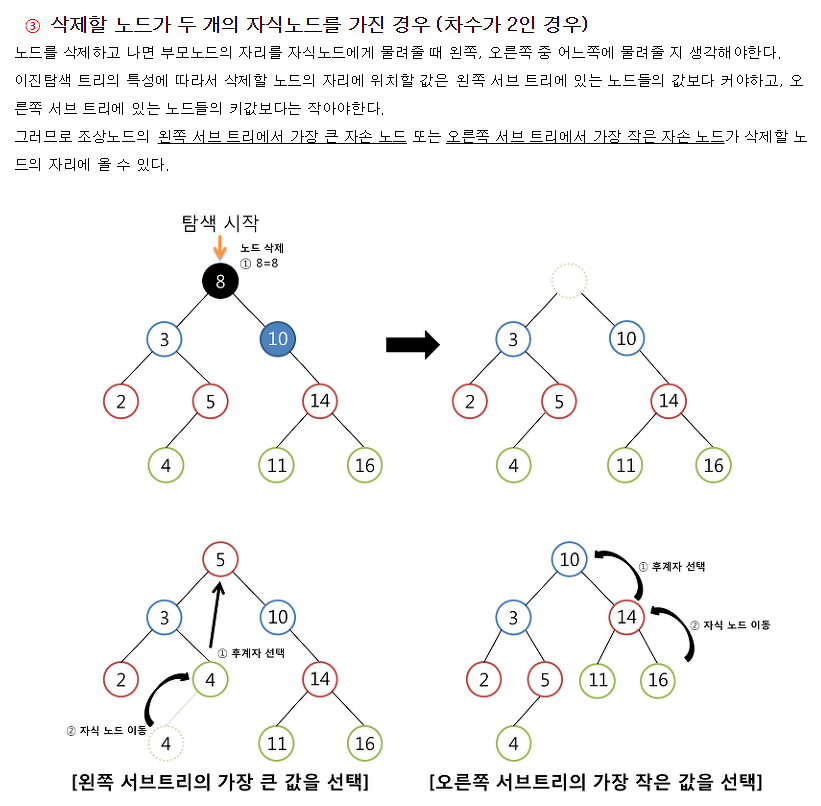 ③ 삭제할 노드가 두 개의 자식노드를 가진 경우 (차수가 2인 경우)
노드를 삭제하고 나면 부모노드의 자리를 자식노드에게 물려줄 때 왼쪽, 오른쪽 중 어느쪽에 물려줄 지 생각해야한다.
이진탐색 트리의 특성에 따라서 삭제할 노드의 자리에 위치할 값은 왼쪽 서브 트리에 있는 노드들의 값보다 커야하고, 오
른쪽 서브 트리에 있는 노드들의 키값보다는 작아야한다.
그러므로 조상노드의 왼쪽 서브 트리에서 가장 큰 자손 노드 또는 오른쪽 서브 트리에서 가장 작은 자손 노드가 삭제할 노
드의 자리에 올 수 있다.
탐색 시작
노드 삭제
① 8=8
8
3
10
2
5
14
4
11
16
3
10
2
5
14
4
11
16
5
3
10
① 후계자 선택
2
4
14
② 자식 노드 이동
4
11
16
[왼쪽 서브트리의 가장 큰 값을 선택]
10
① 후계자 선택
3
14
② 자식 노드 이동
2
5
11
16
4
[오른쪽 서브트리의 가장 작은 값을 선택]